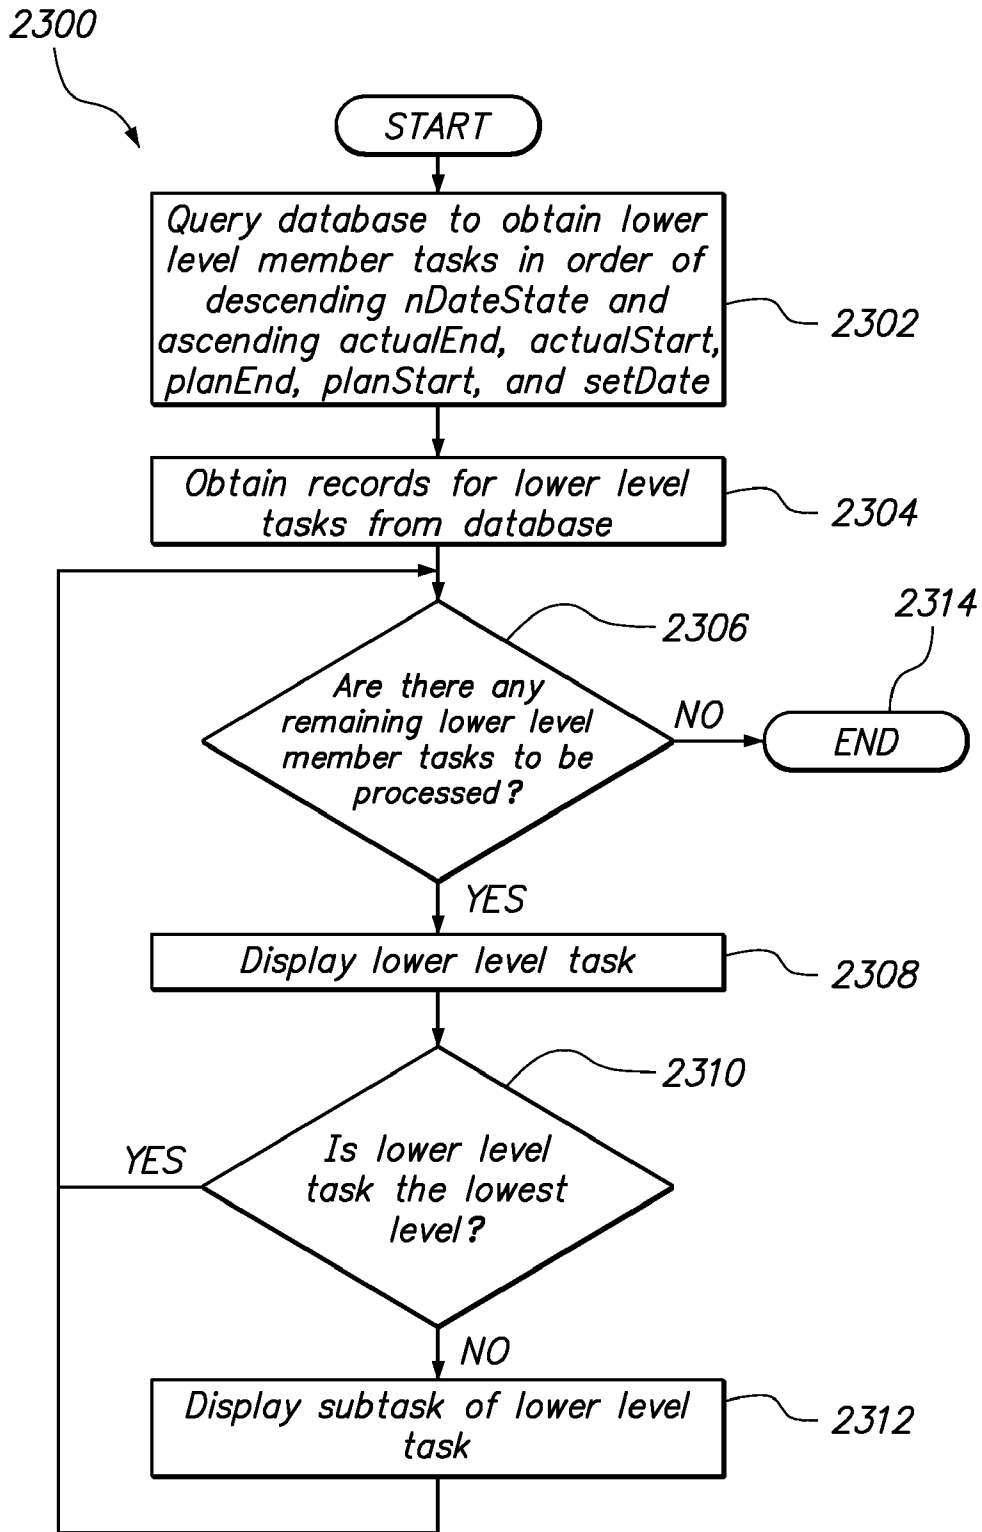 2300
START
Query database to obtain lower
level member tasks in order of
descending nDateState and
ascending actualEnd, actualStart,
planEnd, planStart, and setDate
2302
Obtain records for lower level
tasks from database
2304
2306
2314
Are there any
remaining lower level
member tasks to be
processed?
NO
END
YES
Display lower level task
2308
2310
YES
Is lower level
task the lowest
level?
NO
Display subtask of lower level
task
2312